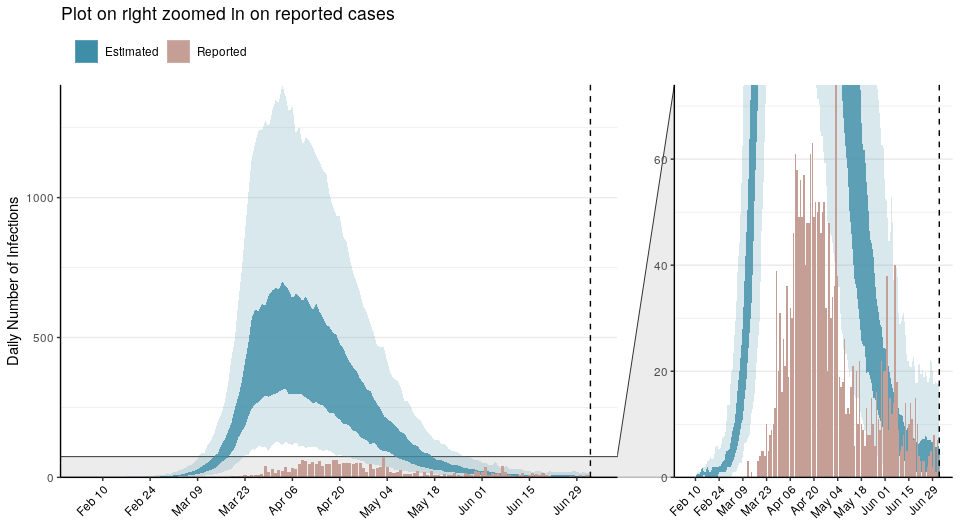 Plot on right zoomed in on reported cases
Estimated Reported
Daily Number of Infections
1000
500
0
Feb 10 Feb 24 Mar 09 Mar 23 Apr 06 Apr 20 May 04 May 18 Jun 01 Jun 15 Jun 29
60
40
20
0
Feb 10 Feb 24 Mar 09 Mar 23 Apr 06 Apr 20 May 04 May 18 Jun 01 Jun 15 Jun 29